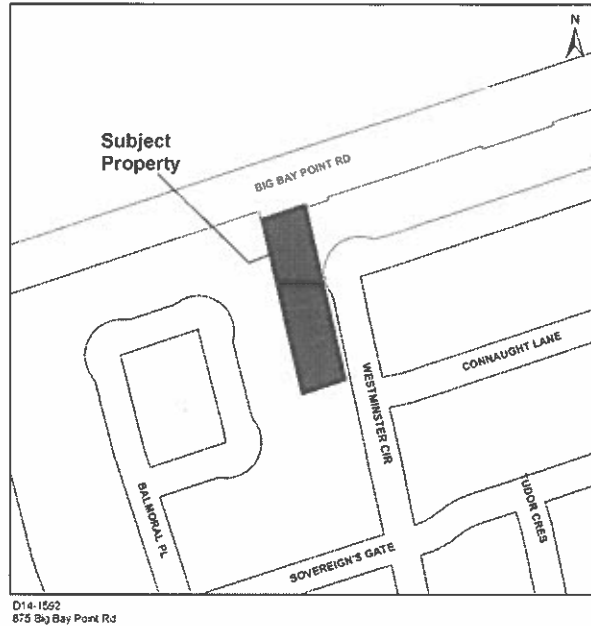 N
Subject
Property
BIG BAY POINT RD
CONNAUGHT LANE
WESTMINSTER CIR
TUDOR CRES
BALMORAL PL
SOVEREIGN'S GATE
D14-1592
875 Big Bay Point Rd